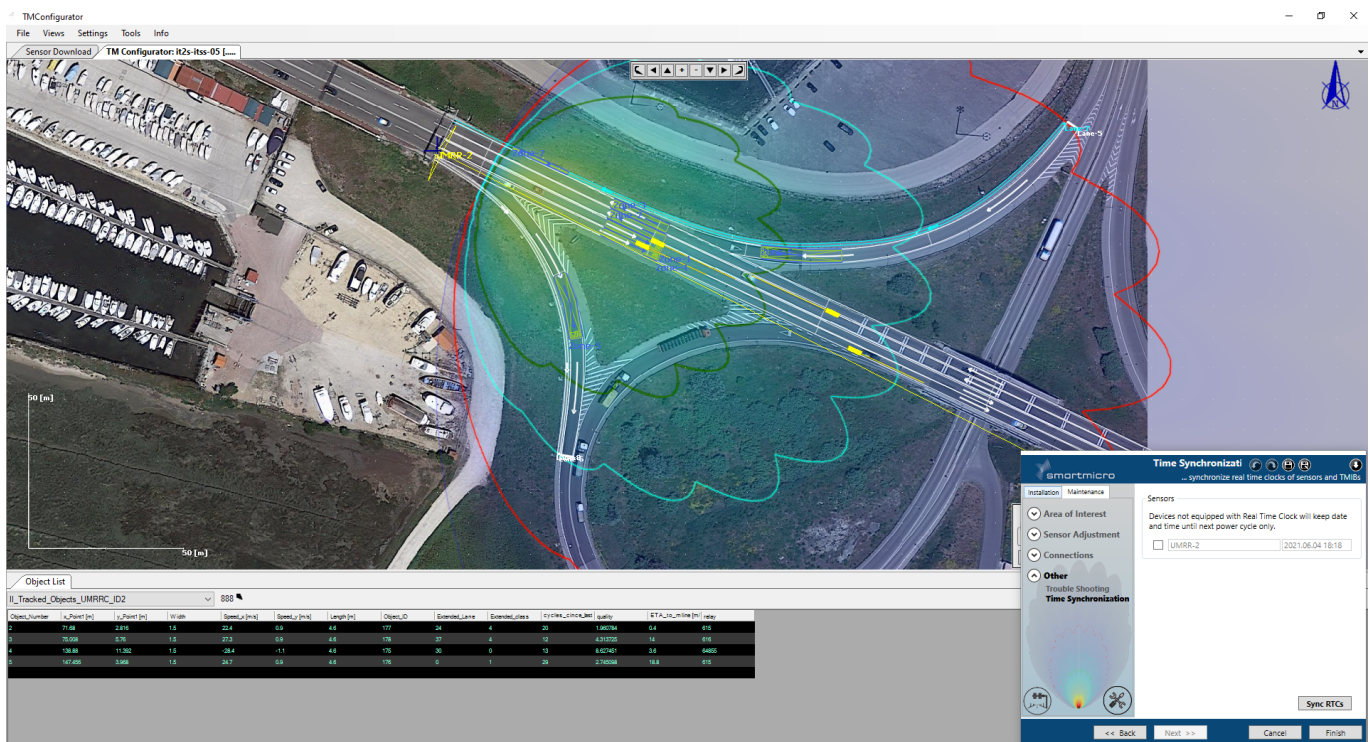 TMConfigurator
File Views Settings Tools Info
Sensor Download TM Configurator: it2s-itss-05 [.....
N
UMRR-2
Zone-7
Lane-5
Zone-3
50 [m]
50 [m]
smartmicro
Time Synchronizati
... synchronize real time clocks of sensors and TMIBs
Installation Maintenance
Area of Interest
Sensor Adjustment
Connections
Other
Trouble Shooting
Time Synchronization
Sensors
Devices not equipped with Real Time Clock will keep date
and time until next power cycle only.
UMRR-2 2021.06.04 18:18
Sync RTCs
<< Back Next >> Cancel Finish
Object List
II_Tracked_Objects_UMRRC_ID2 888
Object_Number x_Point1 [m] y_Point1 [m] Width Speed_x [m/s] Speed_y [m/s] Length [m] Object_ID Extended_Lane Extended_class cycles_cince_last quality ETA_to_mline [m/ relay
2 71.68 2.816 1.5 22.4 0.9 4.6 177 24 4 20 1.960784 0.4 615
3 75.008 5.76 1.5 27.3 0.9 4.6 178 37 4 12 4.313725 14 616
4 138.88 11.392 1.5 -28.4 -1.1 4.6 175 30 0 13 8.627451 3.6 64855
5 147.456 3.968 1.5 24.7 0.9 4.6 176 0 1 29 2.745098 18.8 615